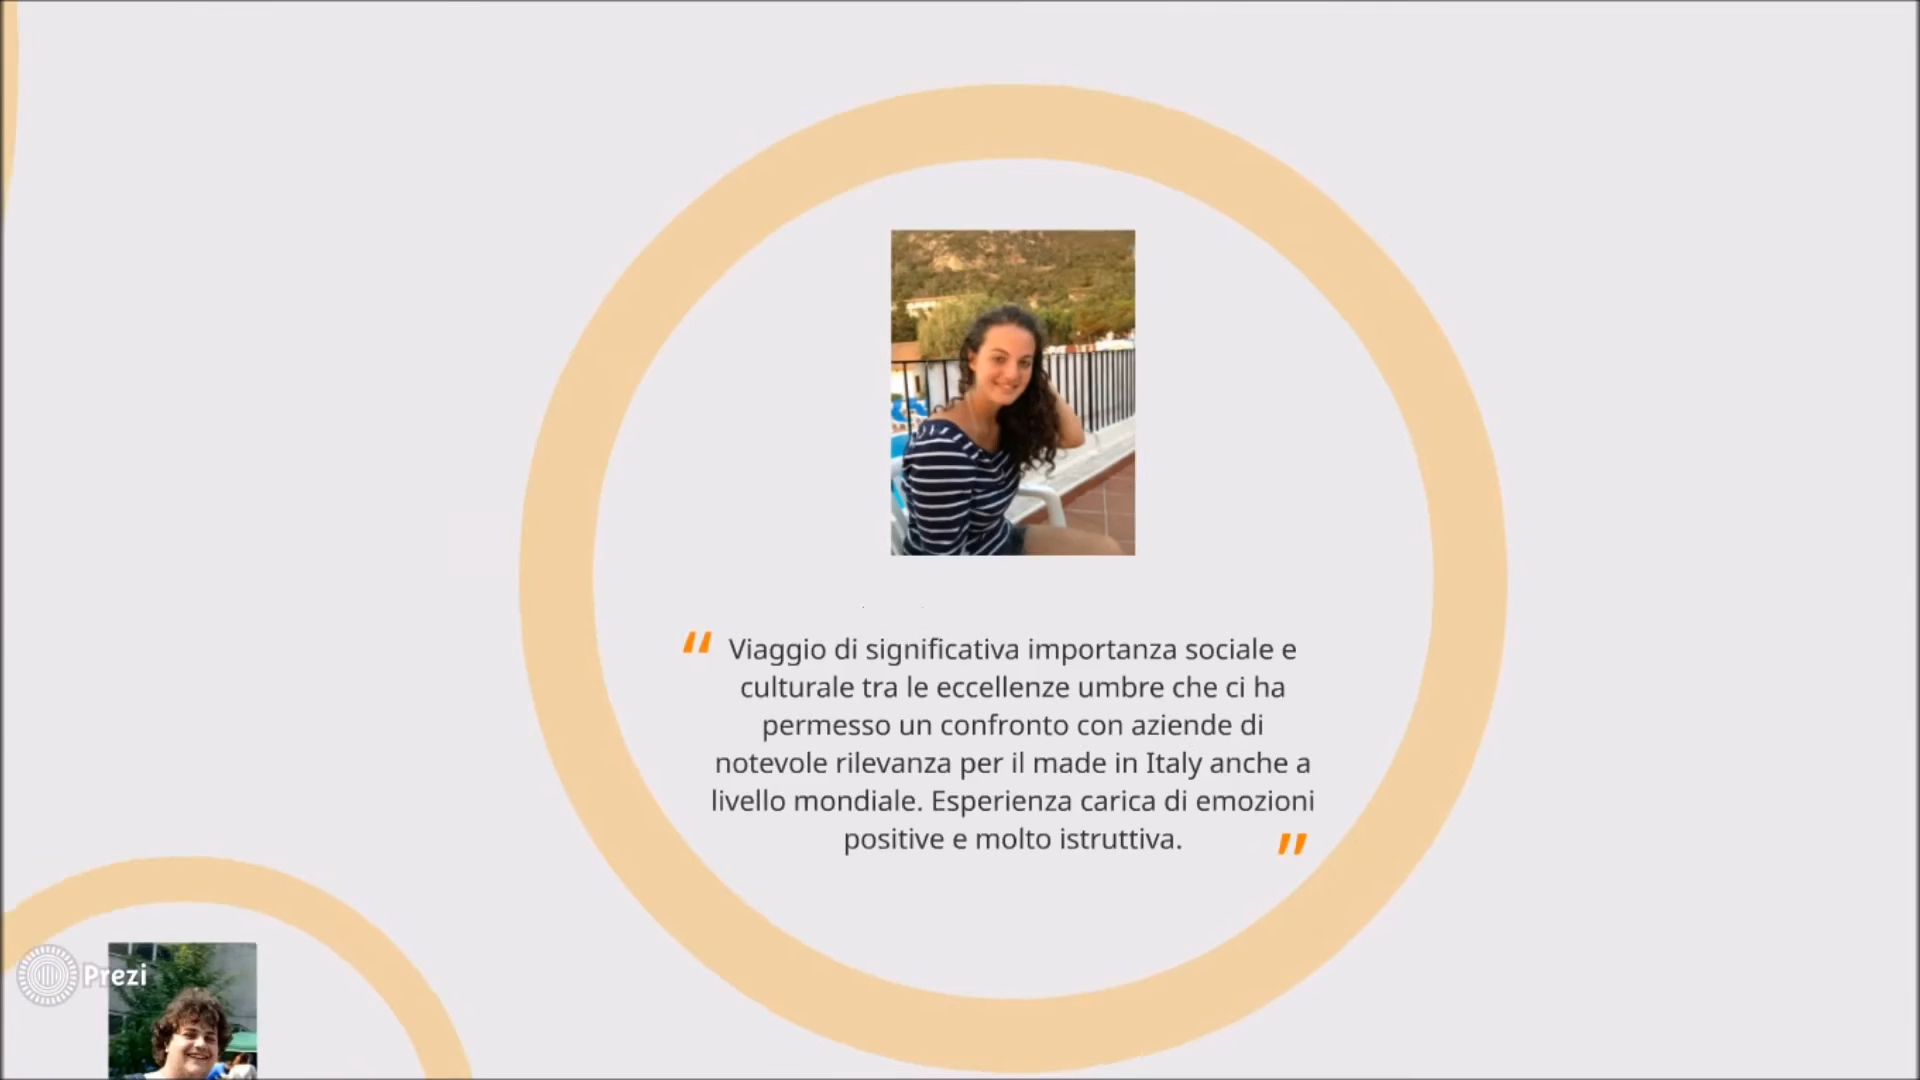 “ Viaggio di significativa importanza sociale e
culturale tra le eccellenze umbre che ci ha
permesso un confronto con aziende di
notevole rilevanza per il made in Italy anche a
livello mondiale. Esperienza carica di emozioni
positive e molto istruttiva. ”
Prezi